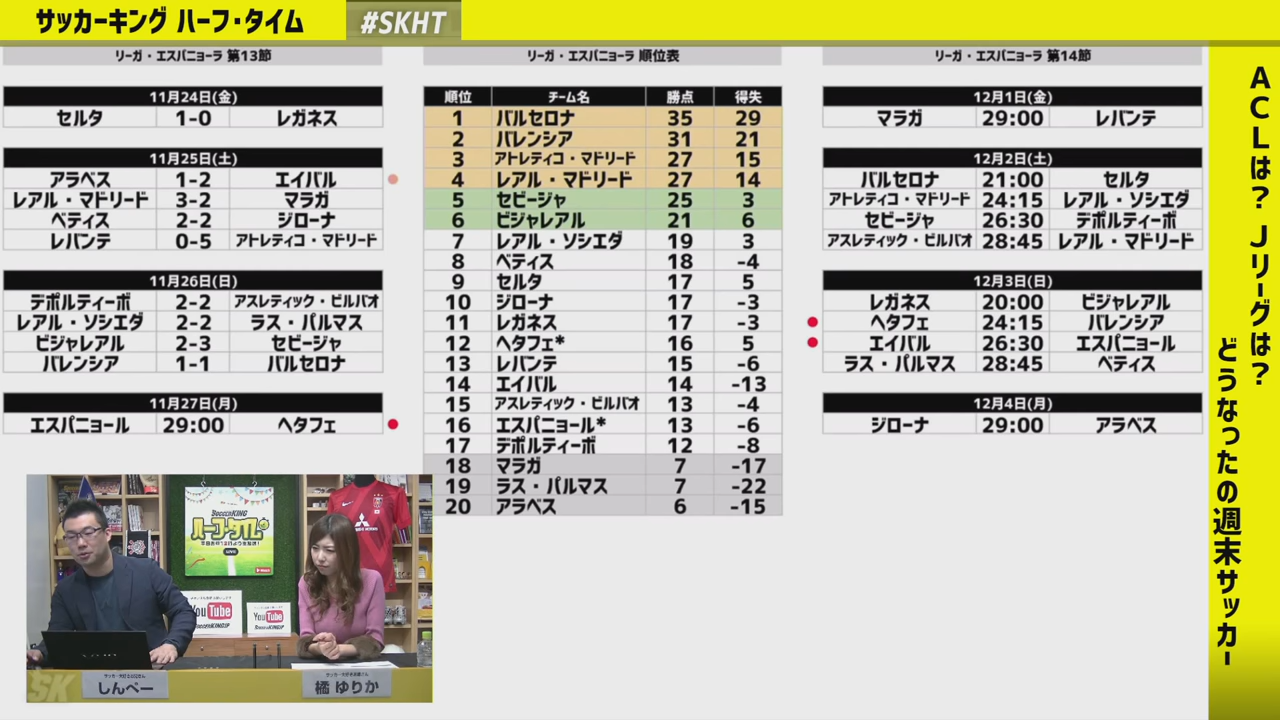 サッカーキング ハーフ・タイム
#SKHT
リーガ・エスパニョーラ 第13節
11月24日(金)
セルタ 1-0 レガネス
11月25日(土)
アラベス 1-2 エイバル
レアル・マドリード 3-2 マラガ
ベティス 2-2 ジローナ
レバンテ 0-5 アトレティコ・マドリード
11月26日(日)
デポルティーボ 2-2 アスレティック・ビルバオ
レアル・ソシエダ 2-2 ラス・パルマス
ビジャレアル 2-3 セビージャ
バレンシア 1-1 バルセロナ
11月27日(月)
エスパニョール 29:00 ヘタフェ
リーガ・エスパニョーラ 順位表
順位 チーム名 勝点 得失
1 バルセロナ 35 29
2 バレンシア 31 21
3 アトレティコ・マドリード 27 15
4 レアル・マドリード 27 14
5 セビージャ 25 3
6 ビジャレアル 21 6
7 レアル・ソシエダ 19 3
8 ベティス 18 -4
9 セルタ 17 5
10 ジローナ 17 -3
11 レガネス 17 -3
12 ヘタフェ* 16 5
13 レバンテ 15 -6
14 エイバル 14 -13
15 アスレティック・ビルバオ 13 -4
16 エスパニョール* 13 -6
17 デポルティーボ 12 -8
18 マラガ 7 -17
19 ラス・パルマス 7 -22
20 アラベス 6 -15
リーガ・エスパニョーラ 第14節
12月1日(金)
マラガ 29:00 レバンテ
12月2日(土)
バルセロナ 21:00 セルタ
アトレティコ・マドリード 24:15 レアル・ソシエダ
セビージャ 26:30 デポルティーボ
アスレティック・ビルバオ 28:45 レアル・マドリード
12月3日(日)
レガネス 20:00 ビジャレアル
ヘタフェ 24:15 バレンシア
エイバル 26:30 エスパニョール
ラス・パルマス 28:45 ベティス
12月4日(月)
ジローナ 29:00 アラベス
ACLは？ Jリーグは？
どうなったの週末サッカー
SoccerKING
ハーフ・タイム
LIVE
YouTube
YouTube
MITSUBISHI
SK
しんぺー
橘 ゆりか